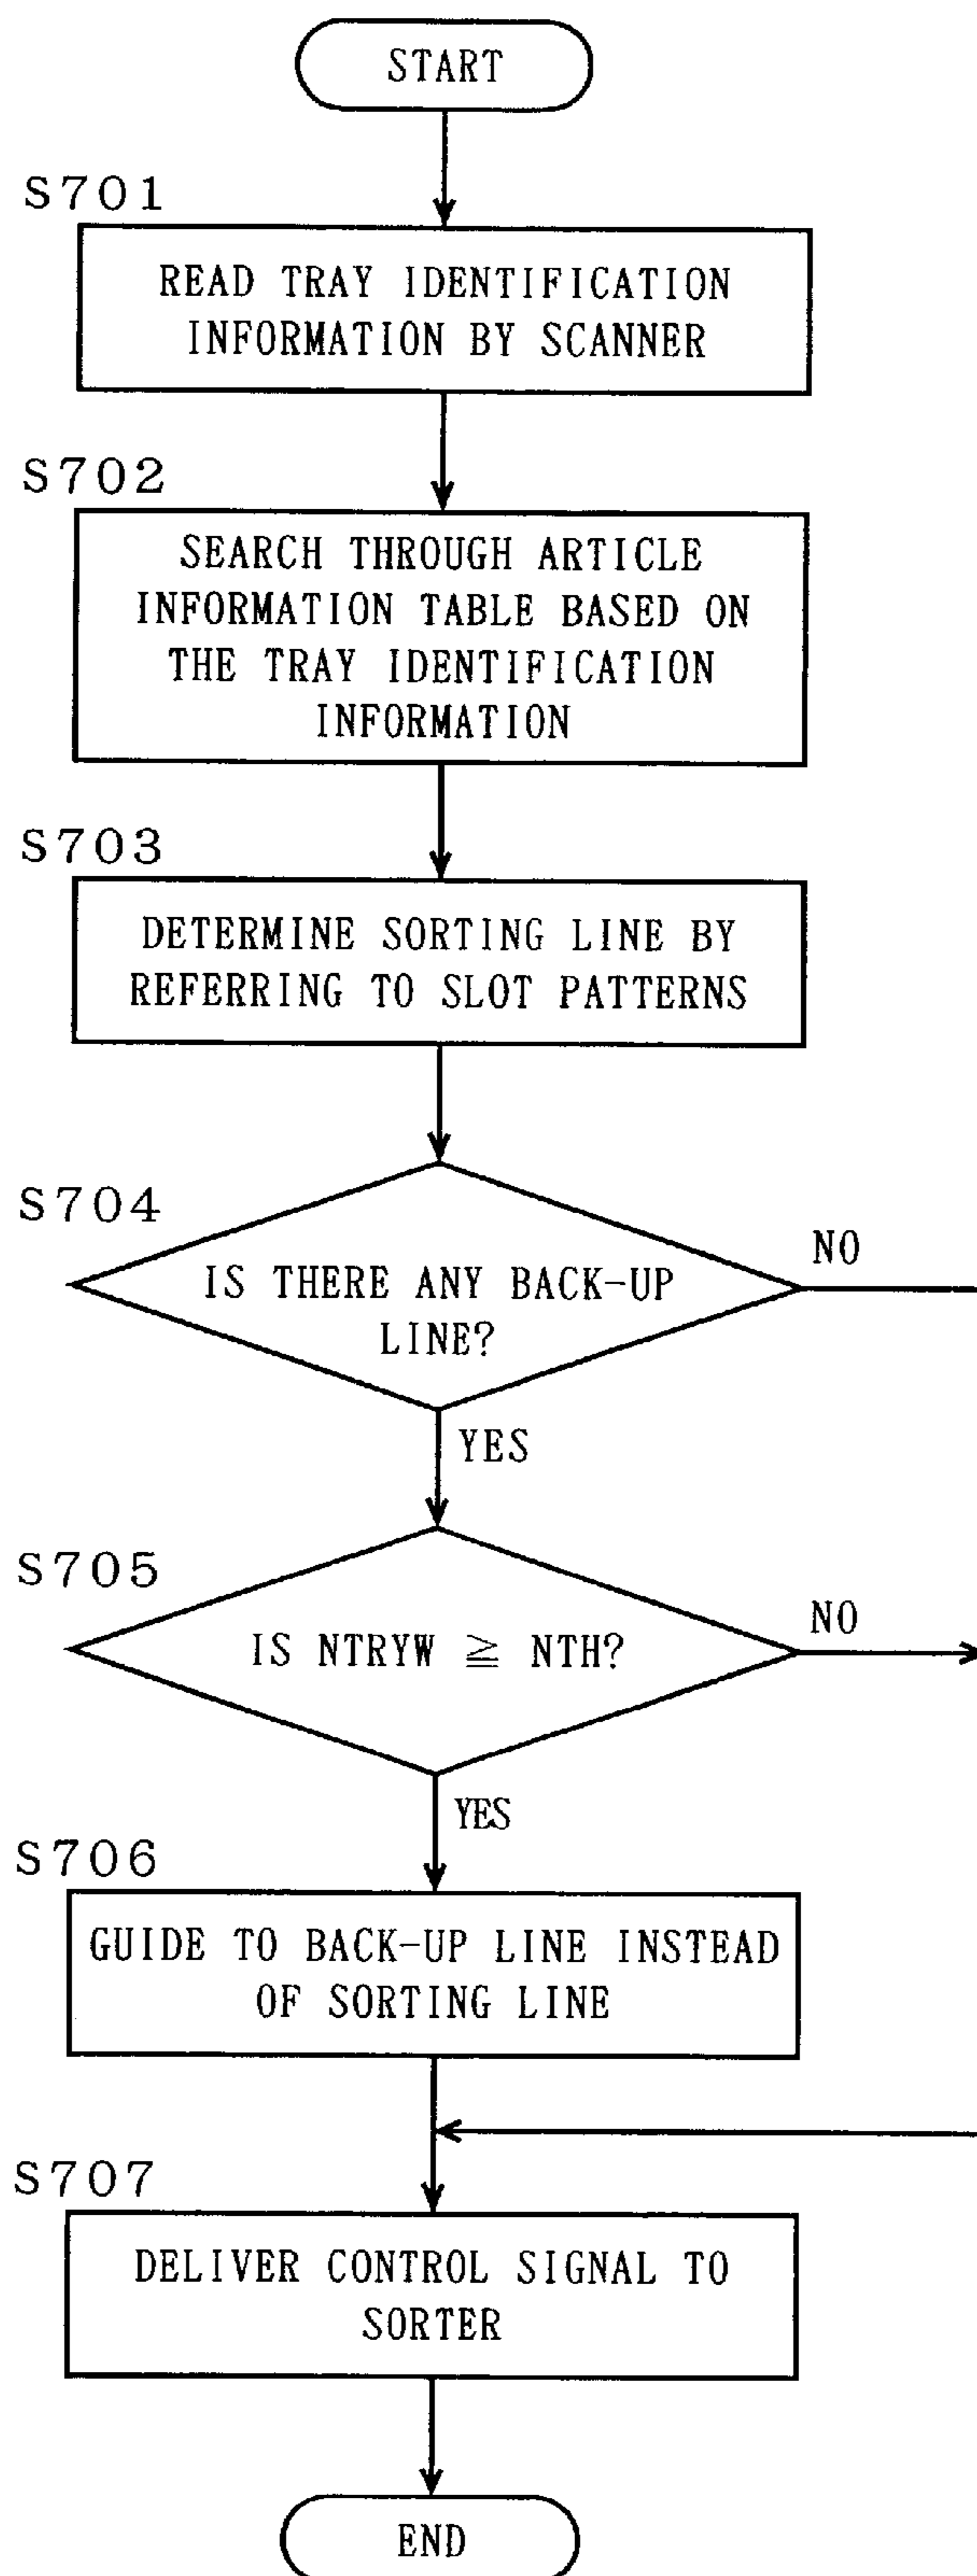 START
S701
READ TRAY IDENTIFICATION
INFORMATION BY SCANNER
S702
SEARCH THROUGH ARTICLE
INFORMATION TABLE BASED ON
THE TRAY IDENTIFICATION
INFORMATION
S703
DETERMINE SORTING LINE BY
REFERRING TO SLOT PATTERNS
S704
IS THERE ANY BACK-UP
LINE?
NO
YES
S705
IS NTRYW ≧ NTH?
NO
YES
S706
GUIDE TO BACK-UP LINE INSTEAD
OF SORTING LINE
S707
DELIVER CONTROL SIGNAL TO
SORTER
END